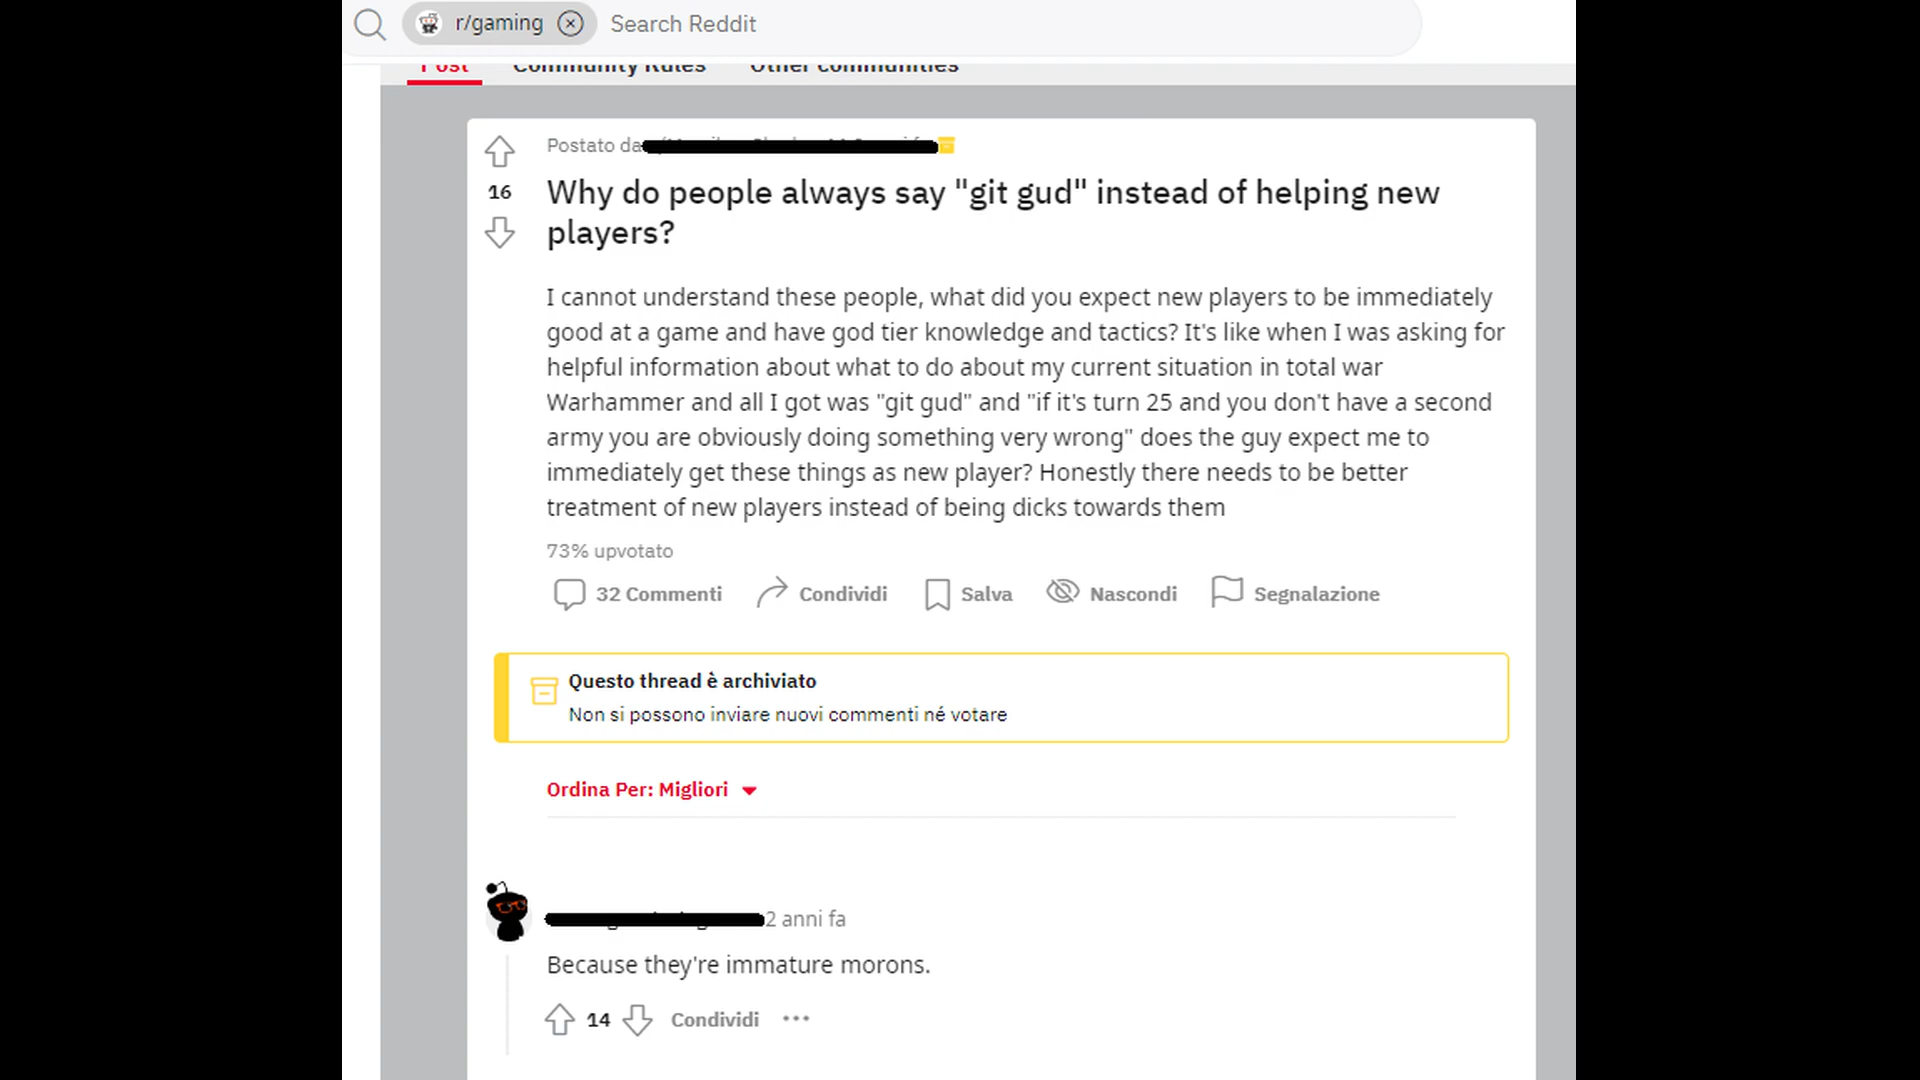 r/gaming Search Reddit
Post Community Rules Other communities
Postato da
16
Why do people always say "git gud" instead of helping new
players?
I cannot understand these people, what did you expect new players to be immediately
good at a game and have god tier knowledge and tactics? It's like when I was asking for
helpful information about what to do about my current situation in total war
Warhammer and all I got was "git gud" and "if it's turn 25 and you don't have a second
army you are obviously doing something very wrong" does the guy expect me to
immediately get these things as new player? Honestly there needs to be better
treatment of new players instead of being dicks towards them
73% upvotato
32 Commenti Condividi Salva Nascondi Segnalazione
Questo thread è archiviato
Non si possono inviare nuovi commenti né votare
Ordina Per: Migliori
2 anni fa
Because they're immature morons.
14 Condividi